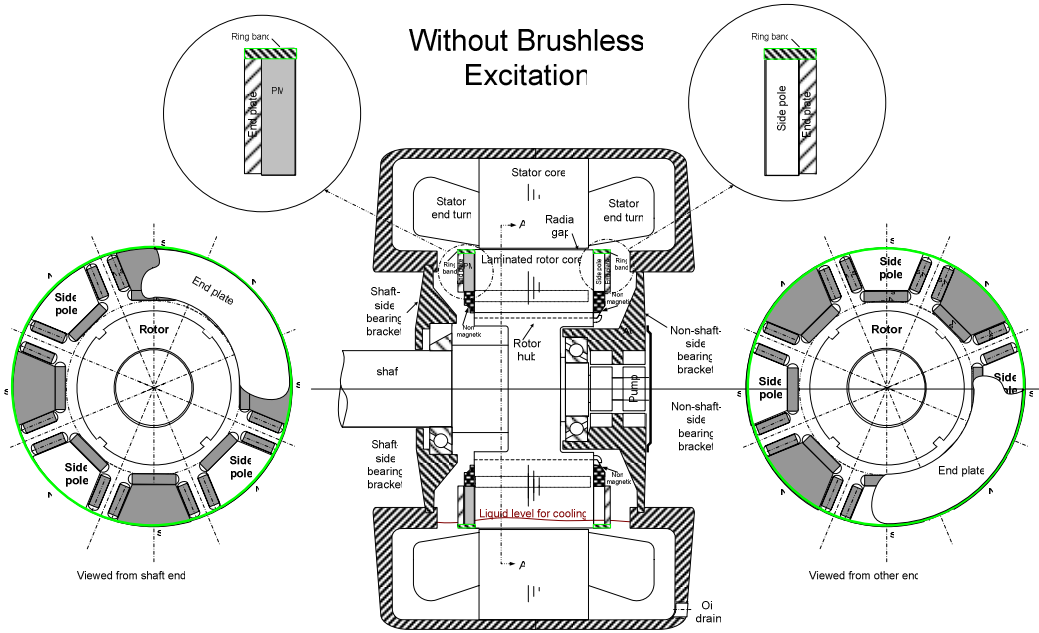 Without Brushless
Excitation
Ring band
PM
End plate
Ring band
Side pole
End plate
Stator core
Stator
end turn
Stator
end turn
A
Radia
gap
Ring
band
PM
Laminated rotor core
Side pole
Ring
band
Non
magnetic
Non
magnetic
Rotor
hub
Shaft-
side
bearing
bracket
Non-shaft-
side
bearing
bracket
shaf
Pump
Shaft-
side
bearing
bracket
Non-shaft-
side
bearing
bracket
Non
magnetic
Liquid level for cooling
A
Oi
drain
End plate
Side
pole
Rotor
Side
pole
Side
pole
Viewed from shaft end
Side
pole
Rotor
Side
pole
Side
pole
End plate
Viewed from other end